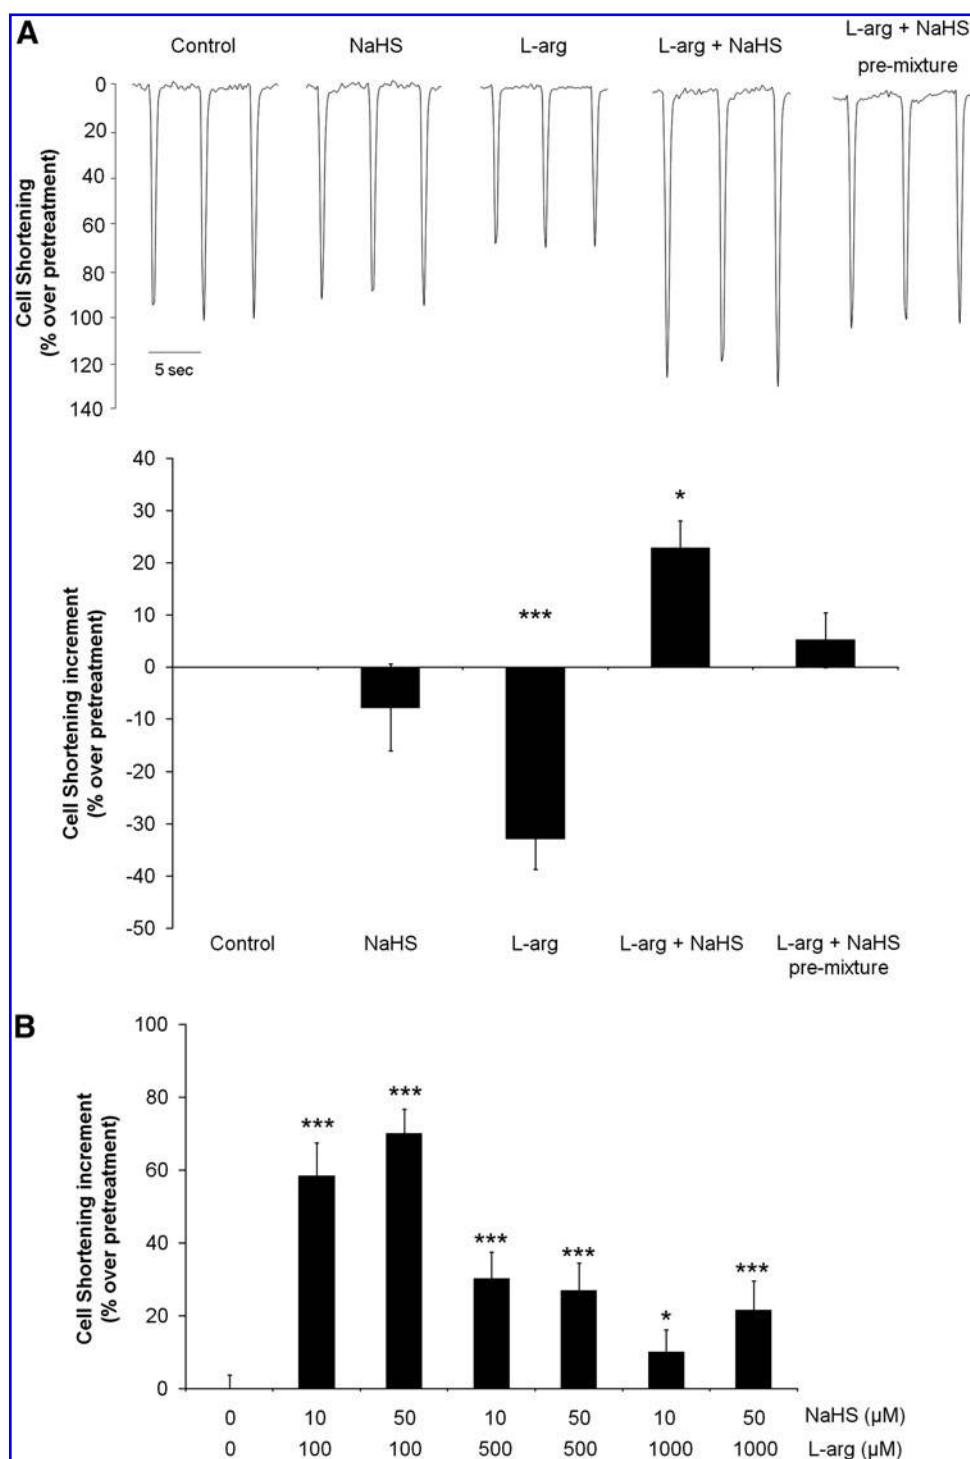 A
Control NaHS L-arg L-arg + NaHS L-arg + NaHS
pre-mixture
Cell Shortening
(% over pretreatment)
0
20
40
60
80
100
120
140
5 sec
Cell Shortening increment
(% over pretreatment)
40
30
20
10
0
-10
-20
-30
-40
-50
*
***
Control NaHS L-arg L-arg + NaHS L-arg + NaHS
pre-mixture
B
Cell Shortening increment
(% over pretreatment)
100
80
60
40
20
0
*** *** *** *** * ***
0 10 50 10 50 10 50 NaHS (µM)
0 100 100 500 500 1000 1000 L-arg (µM)